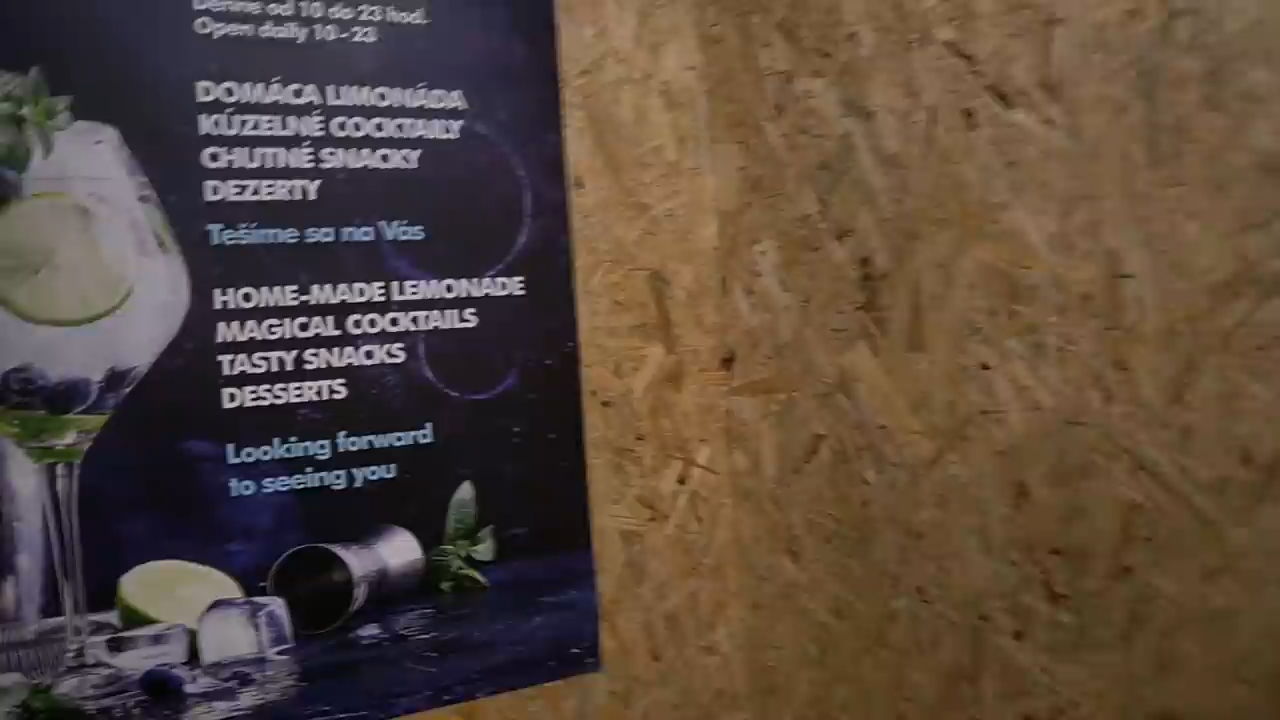 Denne od 10 do 23 hod.
Open daily 10-23
DOMÁCA LIMONÁDA
KÚZELNÉ COCKTAILY
CHUTNÉ SNACKY
DEZERTY
Tešíme sa na Vás
HOME-MADE LEMONADE
MAGICAL COCKTAILS
TASTY SNACKS
DESSERTS
Looking forward
to seeing you